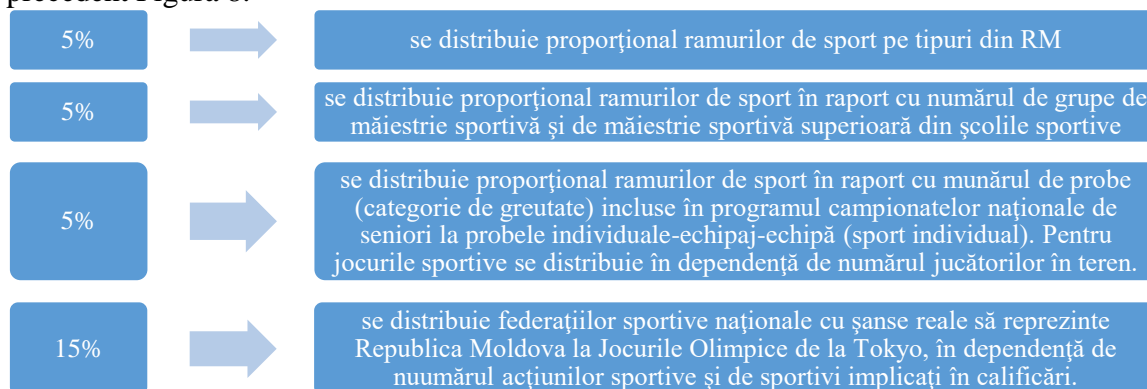 precedent Figura 8.
5%
se distribuie proporţional ramurilor de sport pe tipuri din RM
5%
se distribuie proporţional ramurilor de sport în raport cu numărul de grupe de
măiestrie sportivă şi de măiestrie sportivă superioară din şcolile sportive
5%
se distribuie proporţional ramurilor de sport în raport cu munărul de probe
(categorie de greutate) incluse în programul campionatelor naţionale de
seniori la probele individuale-echipaj-echipă (sport individual). Pentru
jocurile sportive se distribuie în dependenţă de numărul jucătorilor în teren.
15%
se distribuie federaţiilor sportive naţionale cu şanse reale să reprezinte
Republica Moldova la Jocurile Olimpice de la Tokyo, în dependenţă de
nuumărul acţiunilor sportive şi de sportivi implicaţi în calificări.